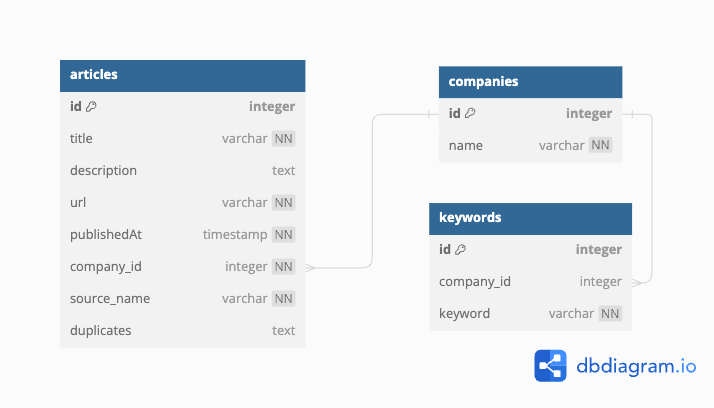 articles
id integer
title varchar NN
description text
url varchar NN
publishedAt timestamp NN
company_id integer NN
source_name varchar NN
duplicates text
companies
id integer
name varchar NN
keywords
id integer
company_id integer
keyword varchar NN
dbdiagram.io